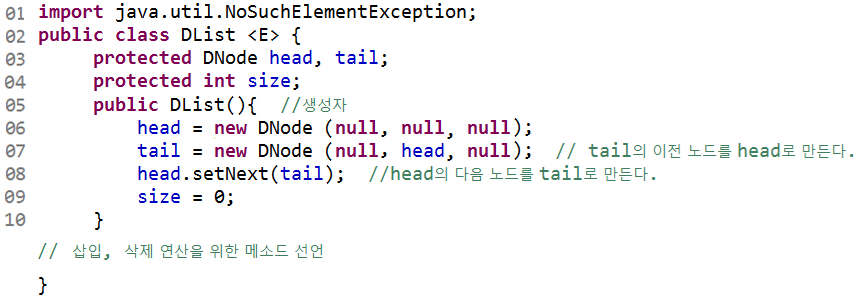 01 import java.util.NoSuchElementException;
02 public class DList <E> {
03 protected DNode head, tail;
04 protected int size;
05 public DList(){ //생성자
06 head = new DNode (null, null, null);
07 tail = new DNode (null, head, null); // tail의 이전 노드를 head로 만든다.
08 head.setNext(tail); //head의 다음 노드를 tail로 만든다.
09 size = 0;
10 }
// 삽입, 삭제 연산을 위한 메소드 선언
}